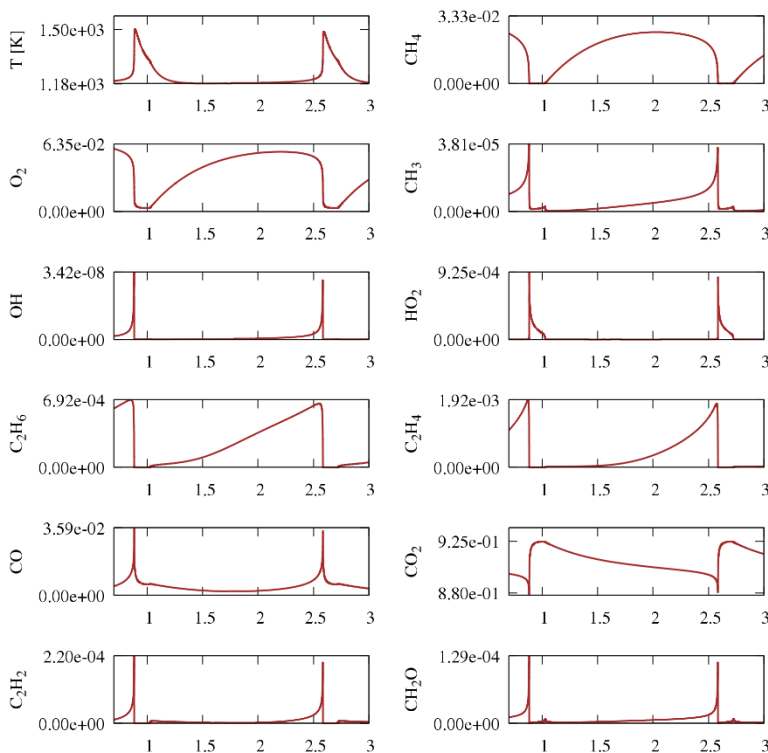 T [K]
1.50e+03
1.18e+03
1 1.5 2 2.5 3
CH4
3.33e-02
0.00e+00
1 1.5 2 2.5 3
O2
6.35e-02
0.00e+00
1 1.5 2 2.5 3
CH3
3.81e-05
0.00e+00
1 1.5 2 2.5 3
OH
3.42e-08
0.00e+00
1 1.5 2 2.5 3
HO2
9.25e-04
0.00e+00
1 1.5 2 2.5 3
C2H6
6.92e-04
0.00e+00
1 1.5 2 2.5 3
C2H4
1.92e-03
0.00e+00
1 1.5 2 2.5 3
CO
3.59e-02
0.00e+00
1 1.5 2 2.5 3
CO2
9.25e-01
8.80e-01
1 1.5 2 2.5 3
C2H2
2.20e-04
0.00e+00
1 1.5 2 2.5 3
CH2O
1.29e-04
0.00e+00
1 1.5 2 2.5 3